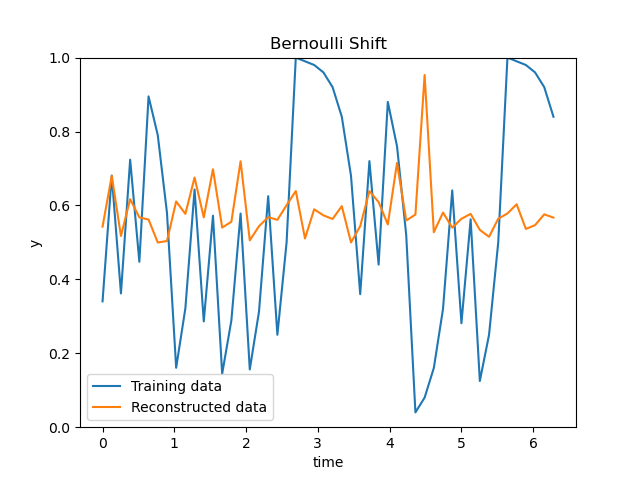 Bernoulli Shift
1.0
0.8
0.6
0.4
0.2
0.0
y
Training data
Reconstructed data
0 1 2 3 4 5 6
time